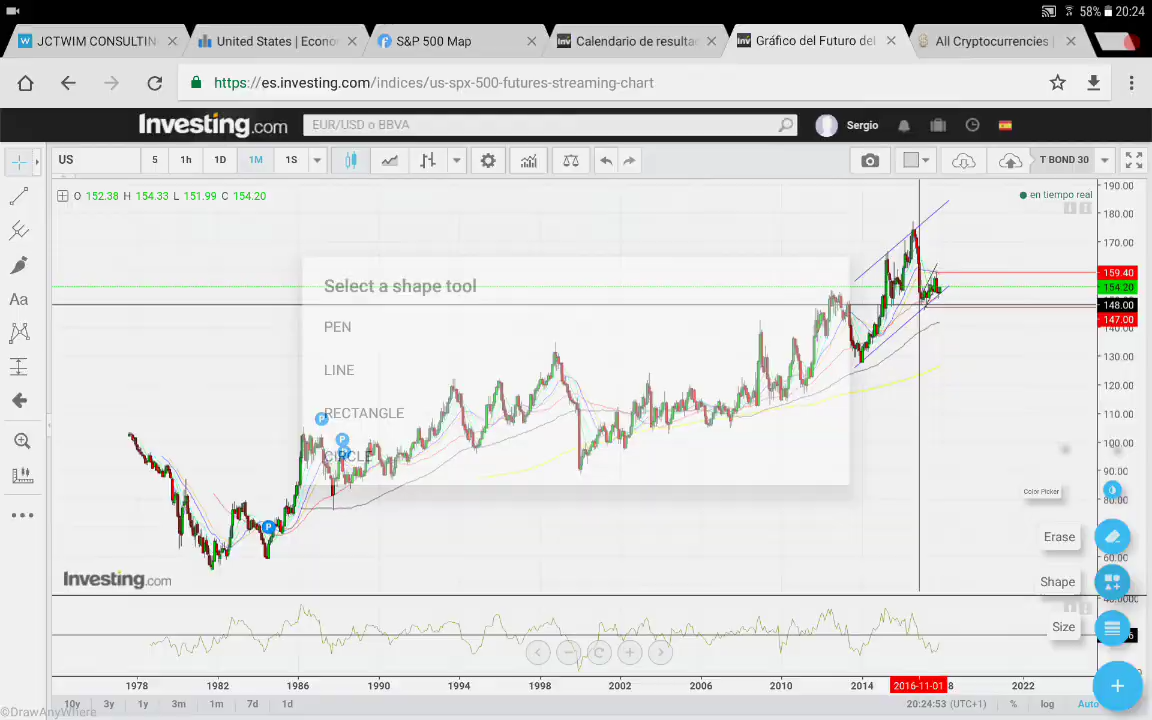 58% 20:24
JCTWIM CONSULTIN
United States | Econo
S&P 500 Map
Calendario de resulta
Gráfico del Futuro del
All Cryptocurrencies |
https://es.investing.com/indices/us-spx-500-futures-streaming-chart
Investing.com
EUR/USD o BBVA
Sergio
US
5
1h
1D
1M
1S
T BOND 30
O 152.38 H 154.33 L 151.99 C 154.20
en tiempo real
190.00
180.00
170.00
159.40
154.20
148.00
147.00
130.00
120.00
110.00
100.00
90.00
80.00
60.00
Aa
Select a shape tool
PEN
LINE
RECTANGLE
CIRCLE
P
P
P
P
Color Picker
Erase
Shape
Size
Investing.com
1978
1982
1986
1990
1994
1998
2002
2006
2010
2014
2016-11-01
2022
10y
3y
1y
3m
1m
7d
1d
20:24:53 (UTC+1)
%
log
Auto
©DrawAnyWhere